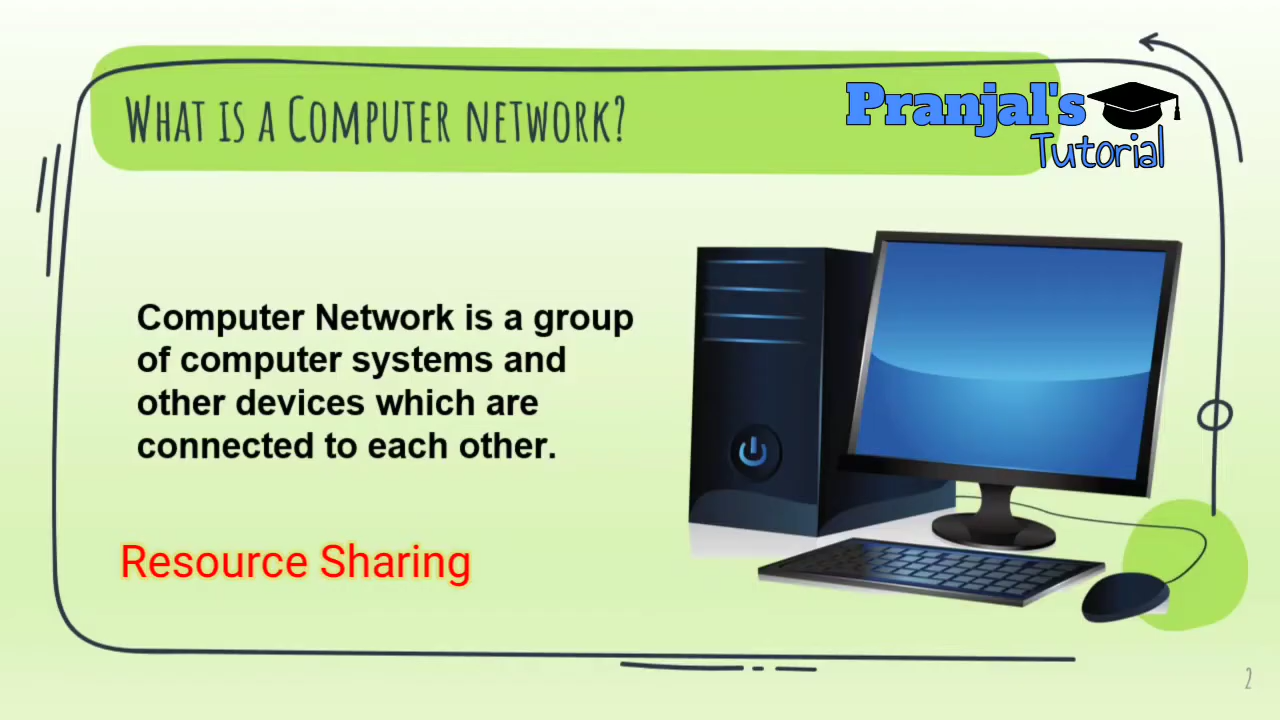 What is a Computer network?
Pranjal's
Tutorial
Computer Network is a group
of computer systems and
other devices which are
connected to each other.
Resource Sharing
2